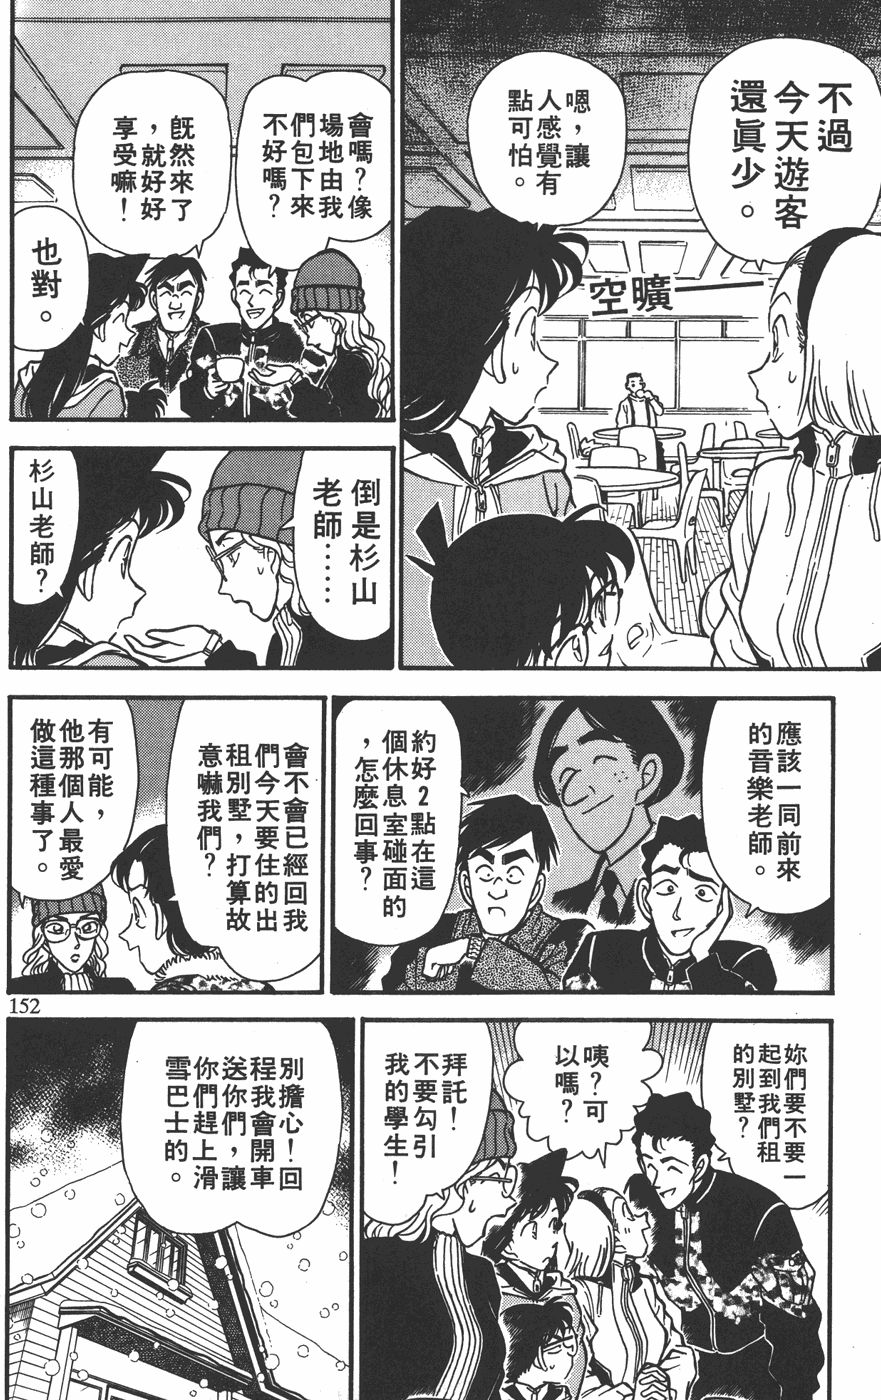 不過
今天遊客
還真少。
嗯，讓
人感覺有
點可怕。
空曠——
會嗎？像
場地由我
們包下來
不好嗎？
既然來了
，就好好
享受嘛！
也對。
倒是杉山
老師……
杉山老師？
應該一同前來
的音樂老師。
約好2點在這
個休息室碰面的
，怎麼回事？
會不會已經回我
們今天要住的出
租別墅，打算故
意嚇我們？
有可能，
他那個人最愛
做這種事了。
152
妳們要不要一
起到我們租
的別墅？
咦？可
以嗎？
拜託！
不要勾引
我的學生！
別擔心！回
程我會開車
送你們，讓
你們趕上滑
雪巴士的。